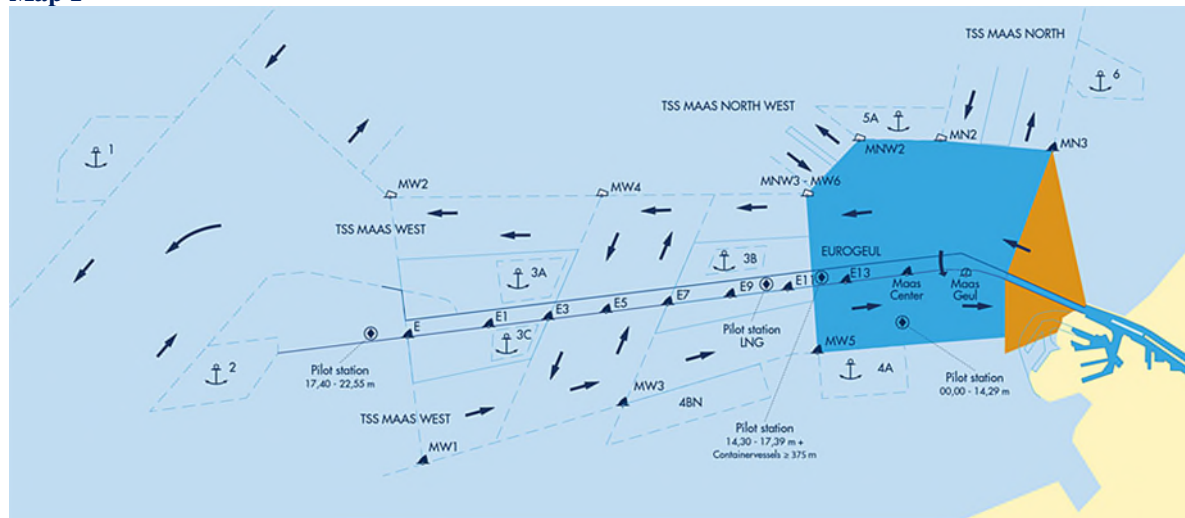 TSS MAAS NORTH
6
TSS MAAS NORTH WEST
5A
MNW2
MN2
MN3
1
MW2
MW4
MNW3 - MW6
TSS MAAS WEST
EUROGEUL
3A
3B
E
E1
E3
E5
E7
E9
E11
E13
Maas
Center
Maas
Geul
3C
Pilot station
LNG
2
Pilot station
17,40 - 22,55 m
MW5
4A
Pilot station
00,00 - 14,29 m
MW3
4BN
TSS MAAS WEST
MW1
Pilot station
14,30 - 17,39 m +
Containervessels ≥ 375 m